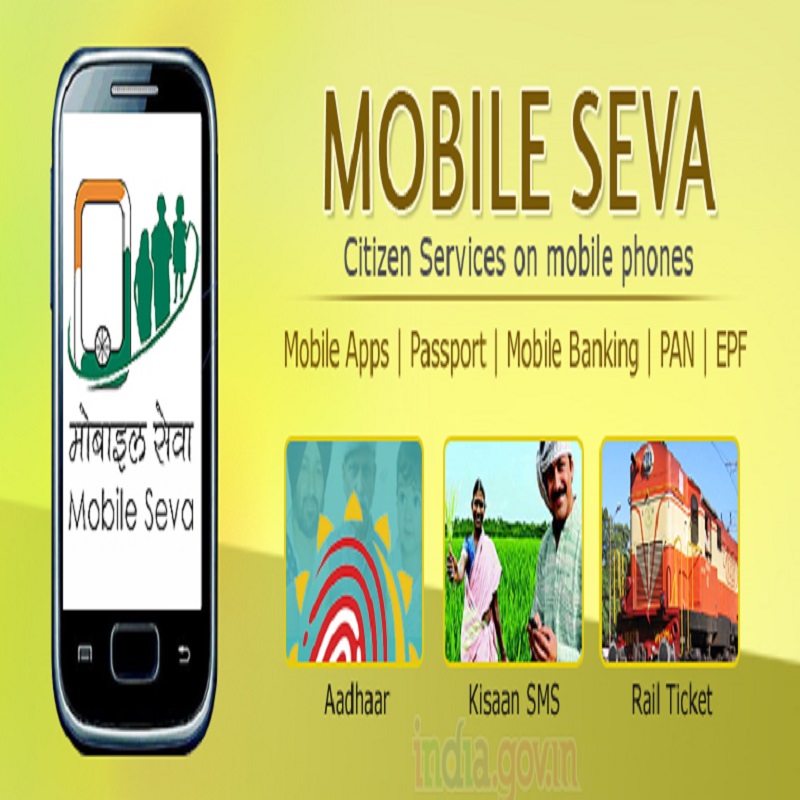 MOBILE SEVA
Citizen Services on mobile phones
Mobile Apps | Passport | Mobile Banking | PAN | EPF
मोबाइल सेवा
Mobile Seva
Aadhaar
Kisaan SMS
Rail Ticket
india.gov.in